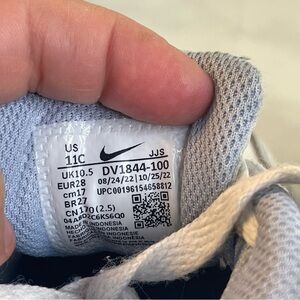 US
11C
JJS
UK10.5
DV1844-100
EUR28
08/24/22 10/25/22
cm17
UPC00196154658812
BR27
CN170 (2.5)
MADE IN INDONESIA